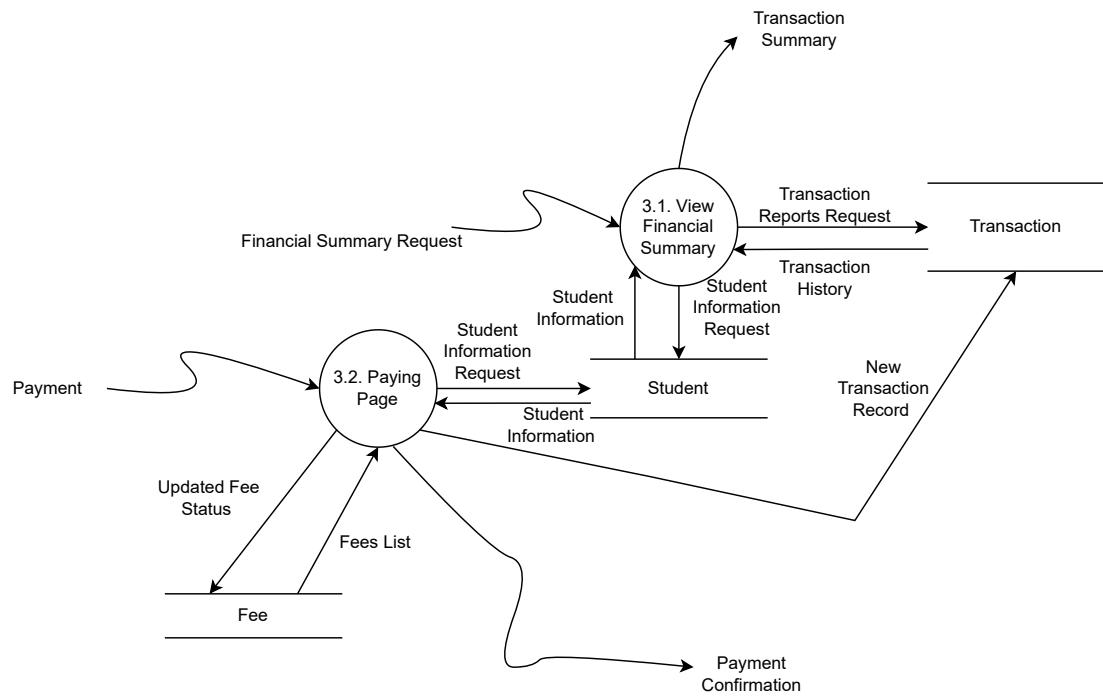 Transaction
Summary
3.1. View
Financial
Summary
Transaction
Reports Request
Transaction
Financial Summary Request
Transaction
History
Student
Information
Student
Information
Request
Student
Information
Request
New
Transaction
Record
Payment
3.2. Paying
Page
Student
Student
Information
Updated Fee
Status
Fees List
Fee
Payment
Confirmation